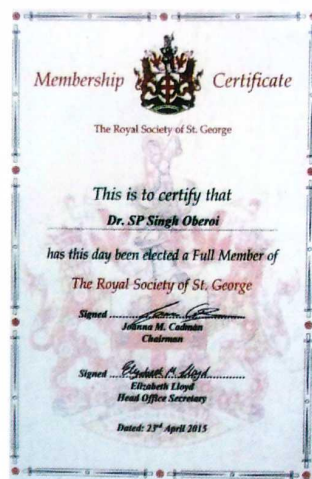 Membership Certificate
The Royal Society of St. George
This is to certify that
Dr. SP Singh Oberoi
has this day been elected a Full Member of
The Royal Society of St. George
Signed
Joanna M. Cadman
Chairman
Signed Elizabeth M. Lloyd
Elizabeth Lloyd
Head Office Secretary
Dated: 23rd April 2015